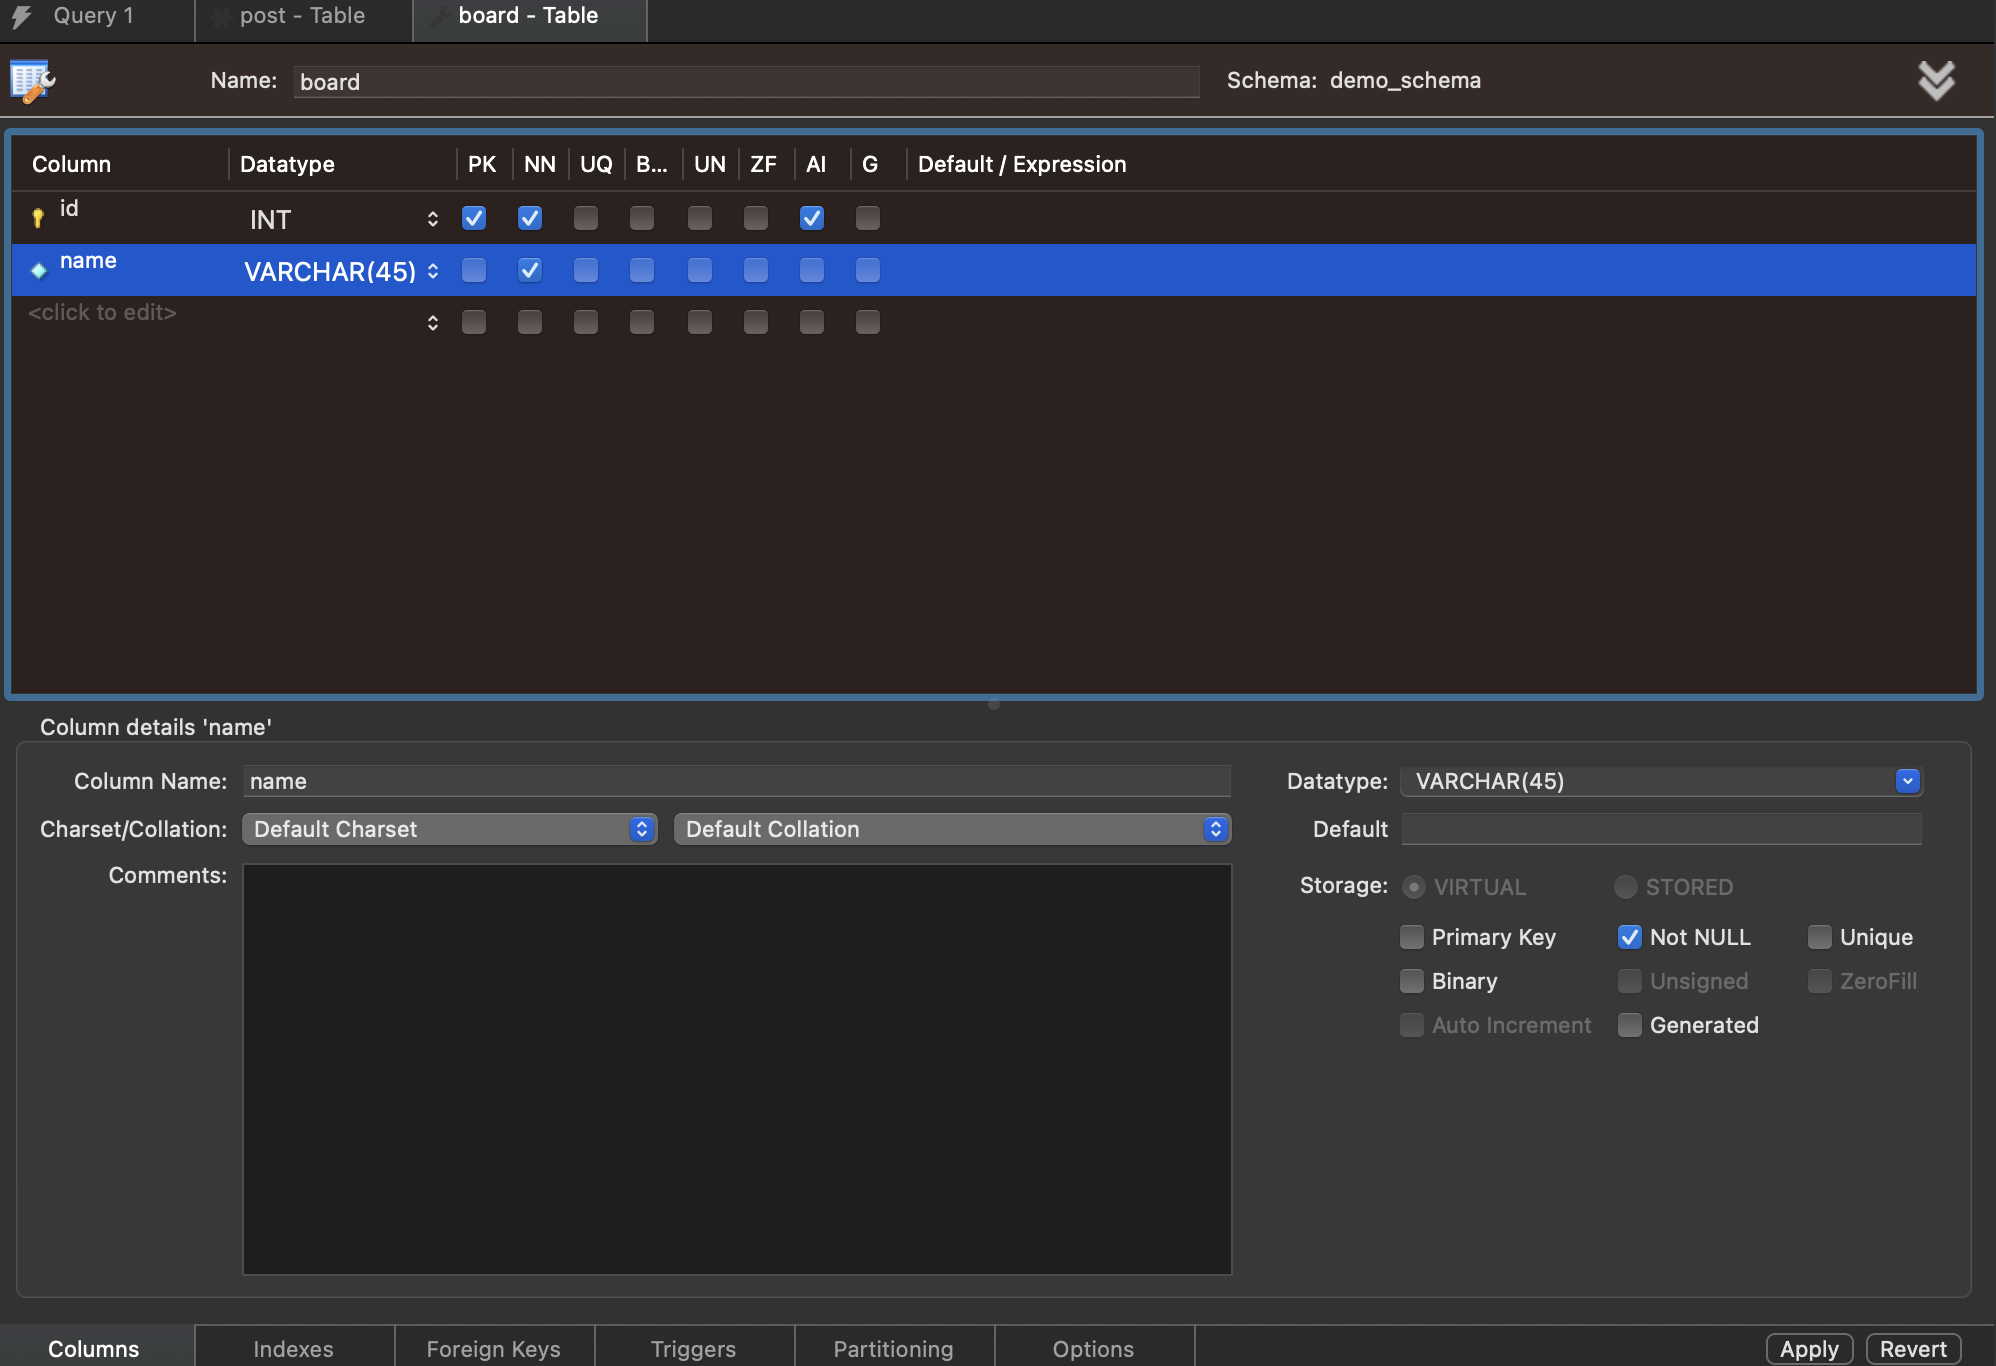 Query 1 post - Table board - Table
Name: board Schema: demo_schema
Column Datatype PK NN UQ B... UN ZF AI G Default / Expression
id INT
name VARCHAR(45)
<click to edit>
Column details 'name'
Column Name: name Datatype: VARCHAR(45)
Charset/Collation: Default Charset Default Collation Default
Comments: Storage: VIRTUAL STORED
Primary Key Not NULL Unique
Binary Unsigned ZeroFill
Auto Increment Generated
Columns Indexes Foreign Keys Triggers Partitioning Options Apply Revert